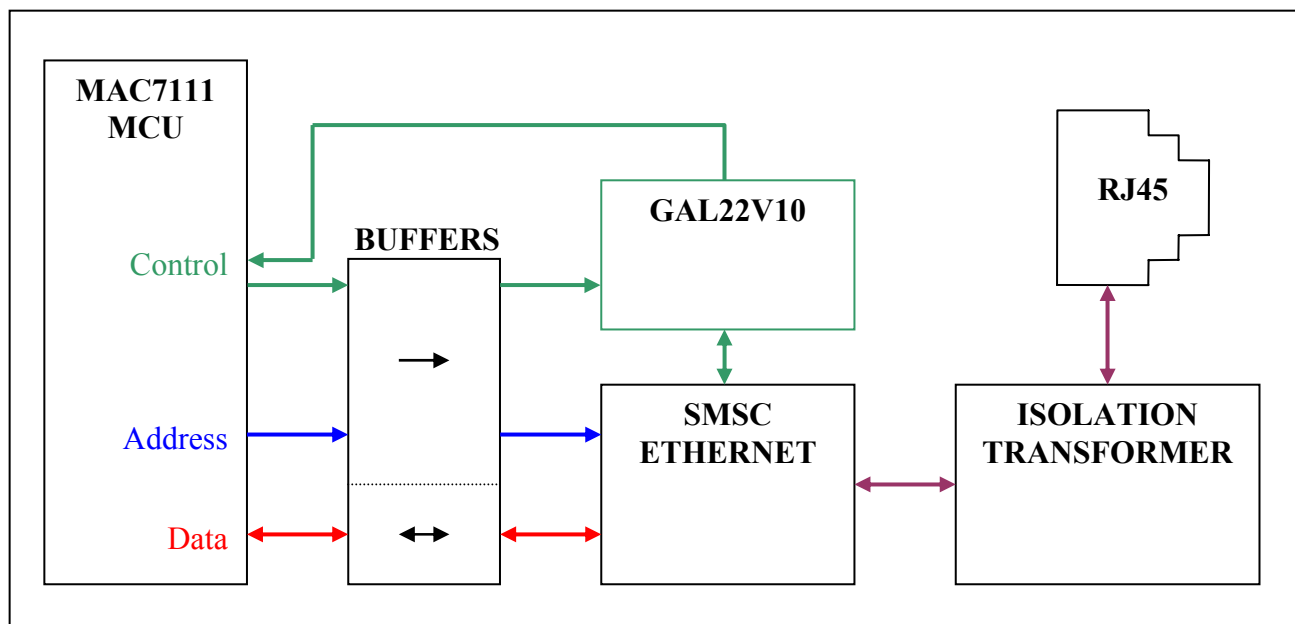 MAC7111
MCU
Control
Address
Data
BUFFERS
GAL22V10
SMSC
ETHERNET
RJ45
ISOLATION
TRANSFORMER